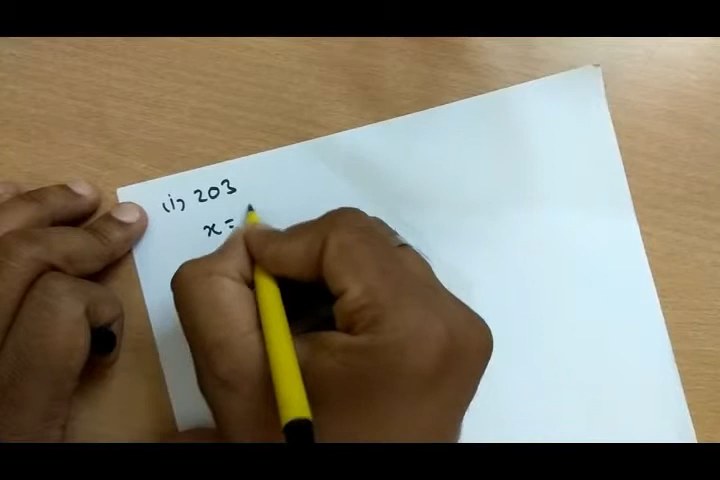 (i) 203
x =